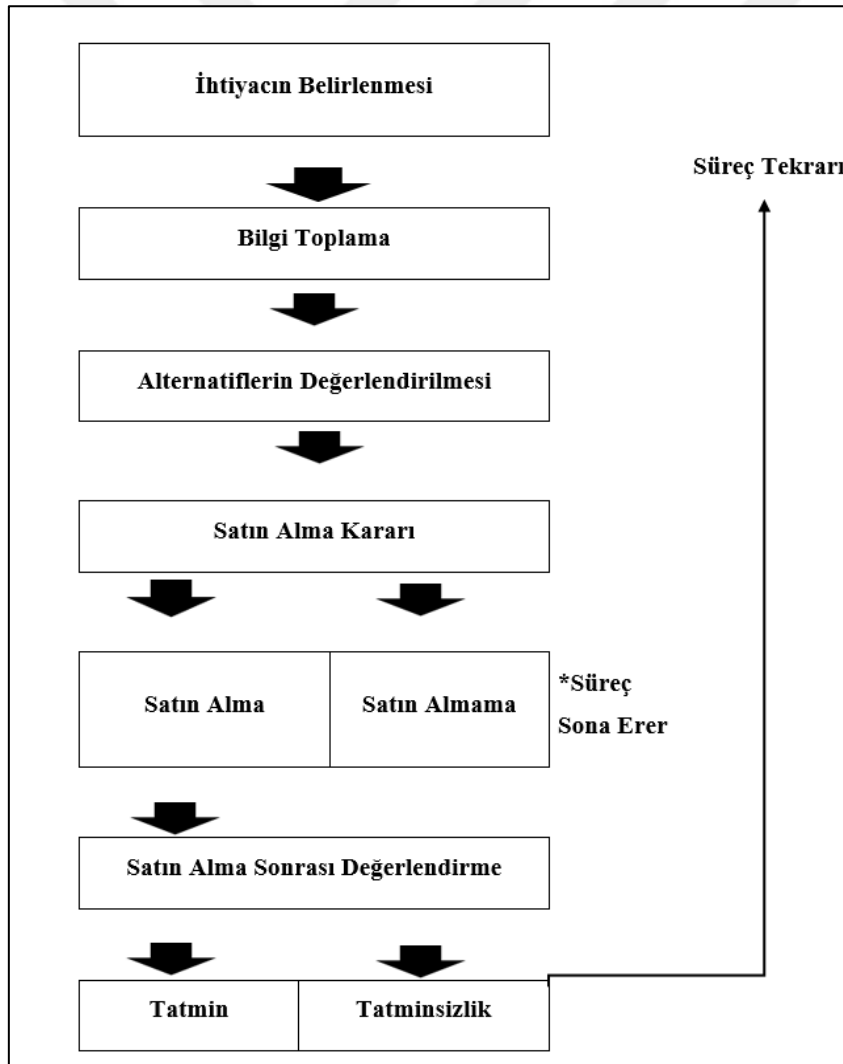 İhtiyacın Belirlenmesi
Süreç Tekrarı
Bilgi Toplama
Alternatiflerin Değerlendirilmesi
Satın Alma Kararı
Satın Alma
Satın Almama
*Süreç
Sona Erer
Satın Alma Sonrası Değerlendirme
Tatmin
Tatminsizlik